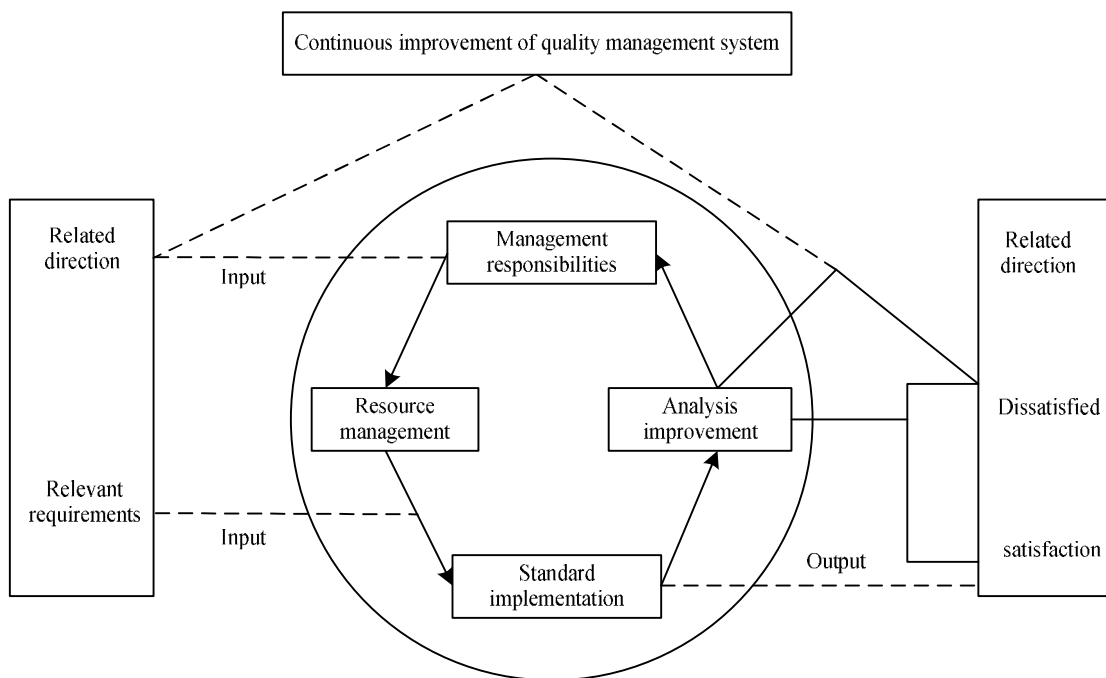 Continuous improvement of quality management system
Related
direction
Input
Management
responsibilities
Related
direction
Resource
management
Analysis
improvement
Dissatisfied
Relevant
requirements
Input
Standard
implementation
Output
satisfaction